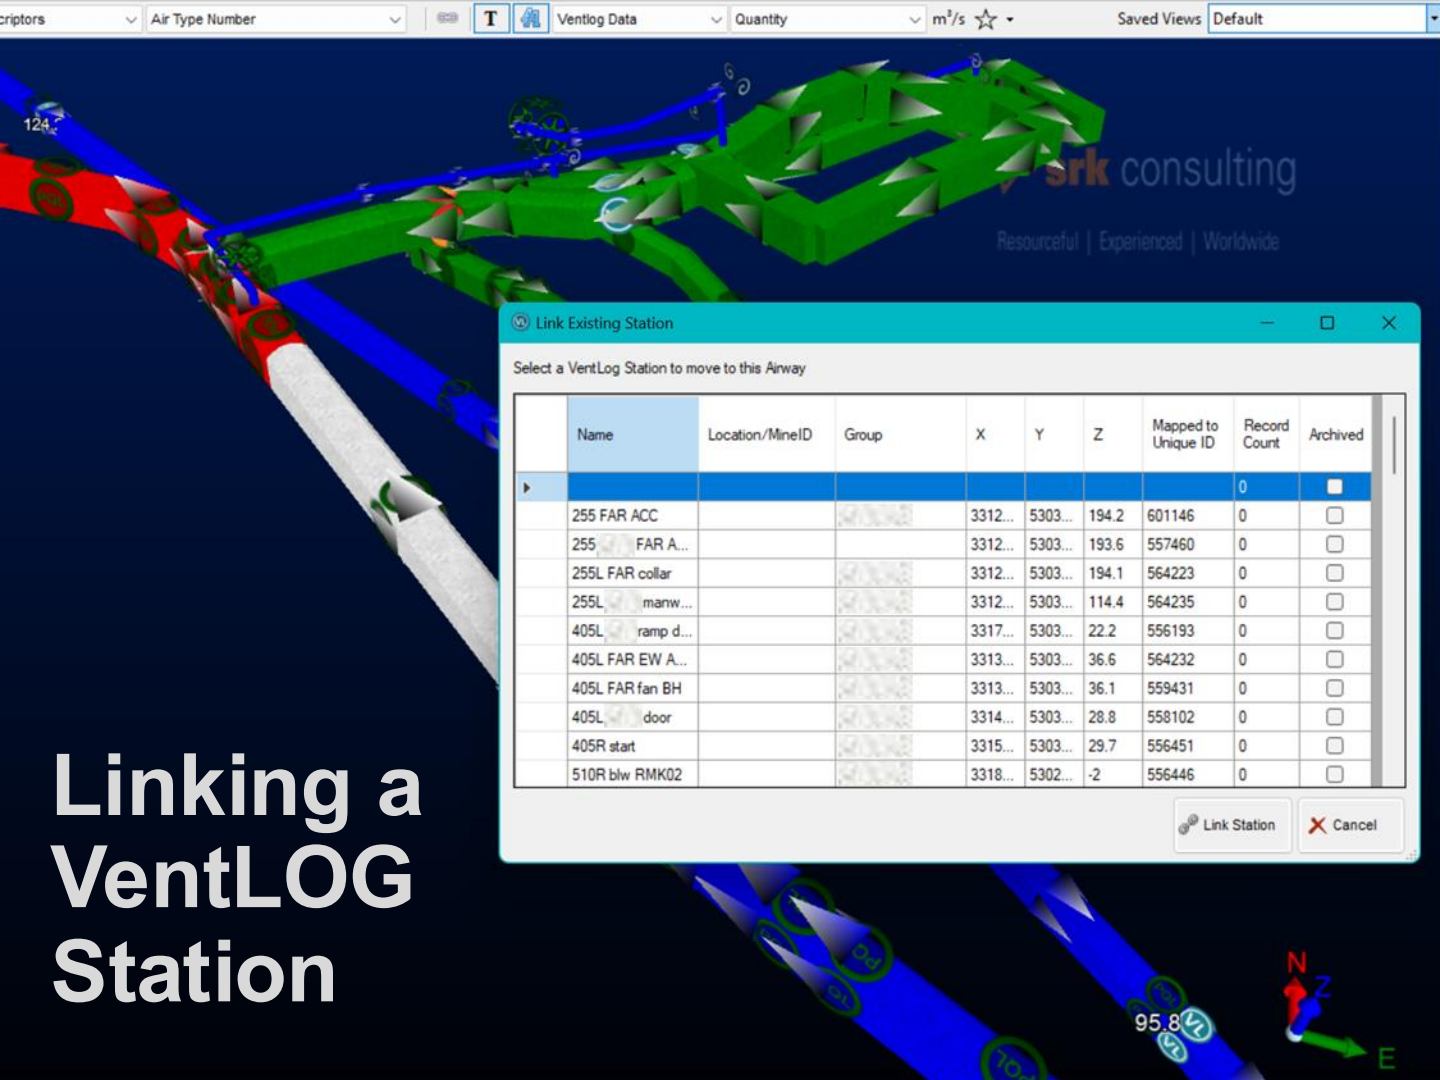 criptors Air Type Number T Ventlog Data Quantity m³/s Saved Views Default
124.
srk consulting
Resourceful | Experienced | Worldwide
Link Existing Station
Select a VentLog Station to move to this Airway
Name Location/MineID Group X Y Z Mapped to Unique ID Record Count Archived
0
255 FAR ACC 3312... 5303... 194.2 601146 0
255 FAR A... 3312... 5303... 193.6 557460 0
255L FAR collar 3312... 5303... 194.1 564223 0
255L manw... 3312... 5303... 114.4 564235 0
405L ramp d... 3317... 5303... 22.2 556193 0
405L FAR EW A... 3313... 5303... 36.6 564232 0
405L FAR fan BH 3313... 5303... 36.1 559431 0
405L door 3314... 5303... 28.8 558102 0
405R start 3315... 5303... 29.7 556451 0
510R blw RMK02 3318... 5302... -2 556446 0
Link Station Cancel
Linking a
VentLOG
Station
PQ
QL
95.8 VL
VL
N
Z
E